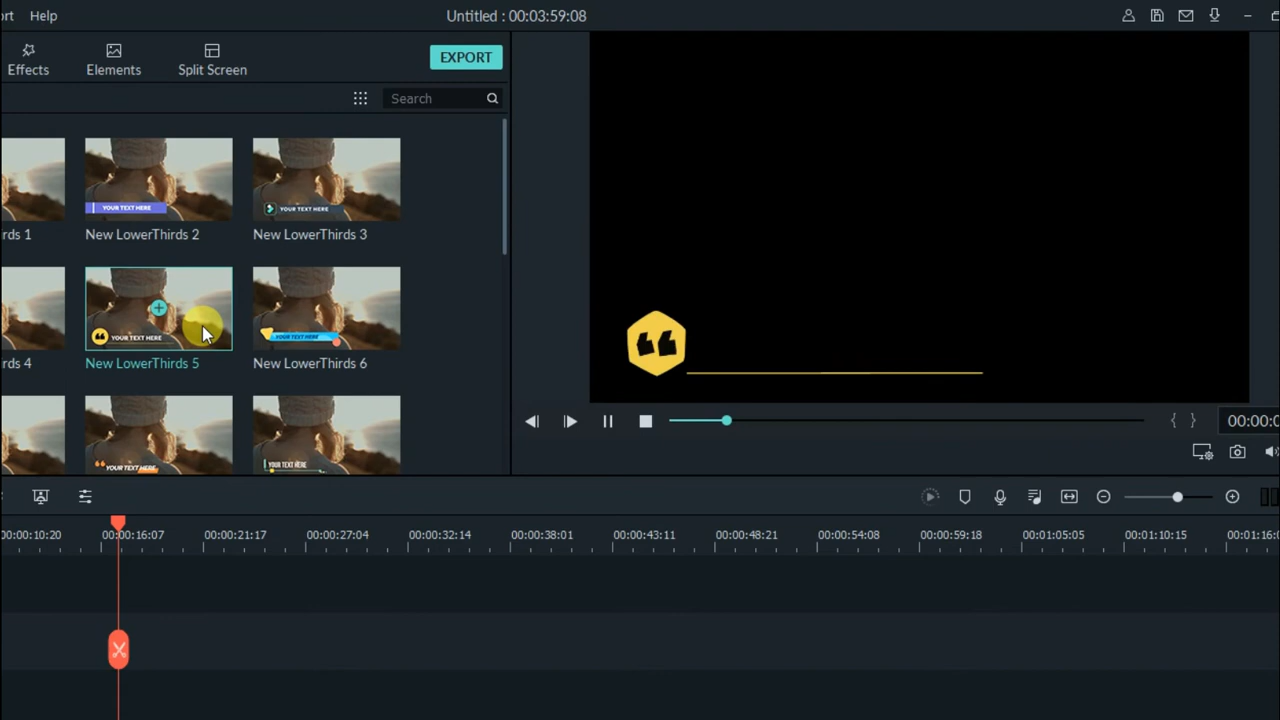 rt Help Untitled : 00:03:59:08
Effects Elements Split Screen EXPORT
Search
YOUR TEXT HERE YOUR TEXT HERE
rds 1 New LowerThirds 2 New LowerThirds 3
YOUR TEXT HERE YOUR TEXT HERE
rds 4 New LowerThirds 5 New LowerThirds 6
YOUR TEXT HERE YOUR TEXT HERE
00:00:0
00:00:10:20 00:00:16:07 00:00:21:17 00:00:27:04 00:00:32:14 00:00:38:01 00:00:43:11 00:00:48:21 00:00:54:08 00:00:59:18 00:01:05:05 00:01:10:15 00:01:16:0